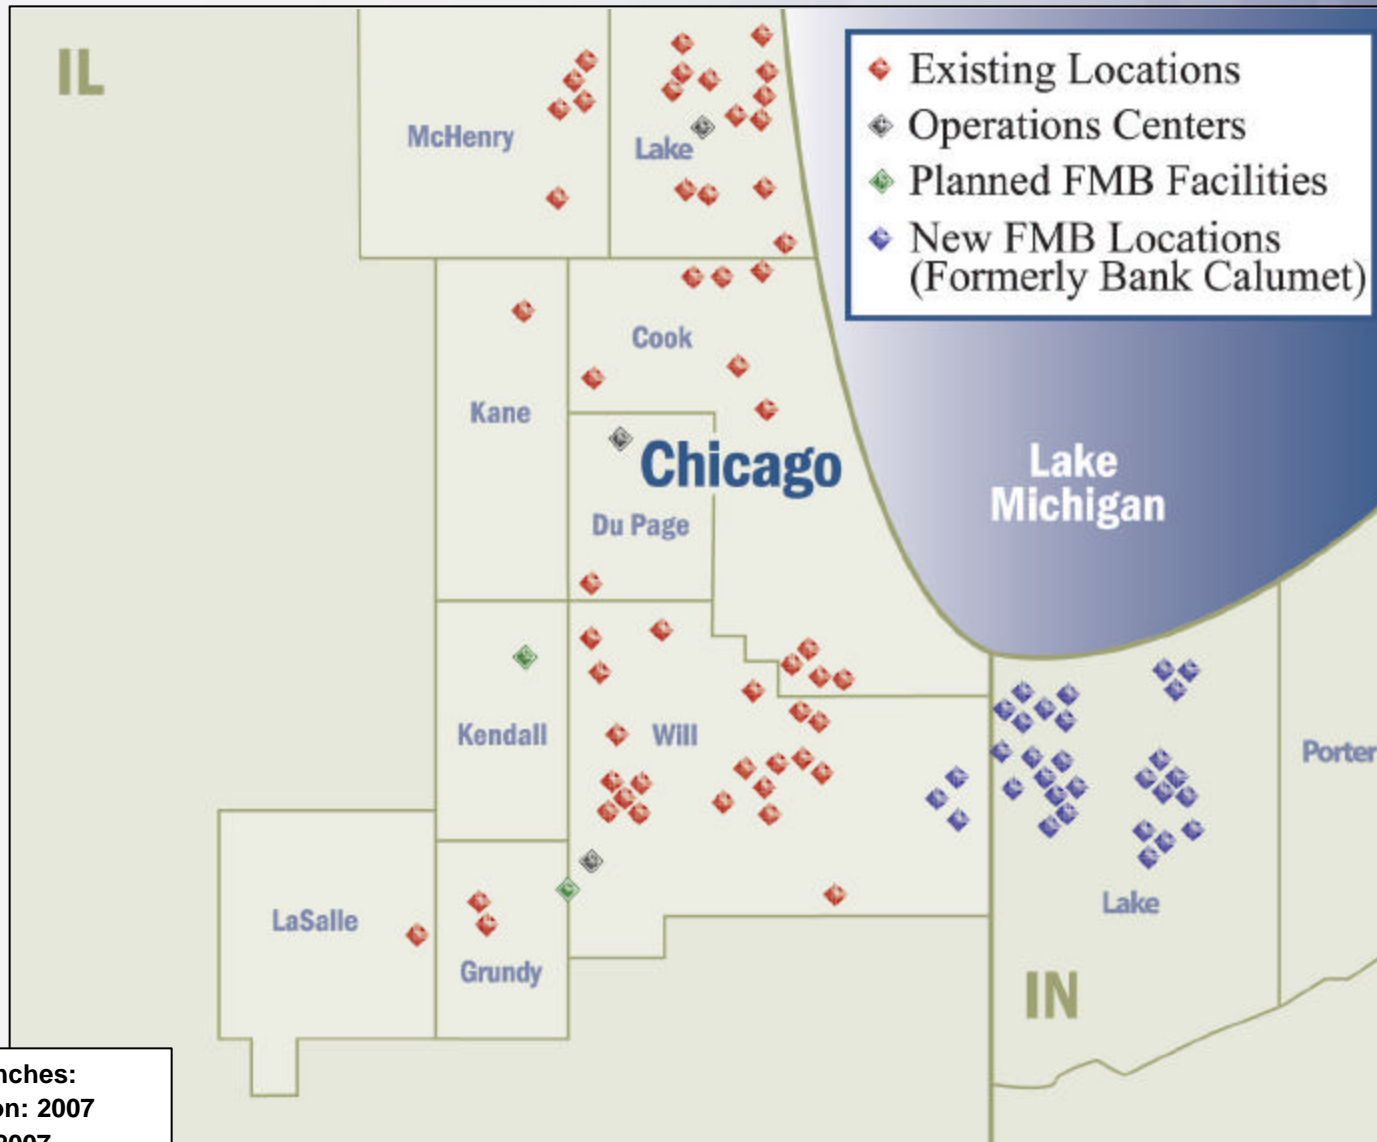 IL
McHenry
Lake
Existing Locations
Operations Centers
Planned FMB Facilities
New FMB Locations
(Formerly Bank Calumet)
Cook
Kane
Chicago
Lake
Michigan
Du Page
Kendall
Will
Porter
LaSalle
Grundy
Lake
IN
nches:
on: 2007
2007